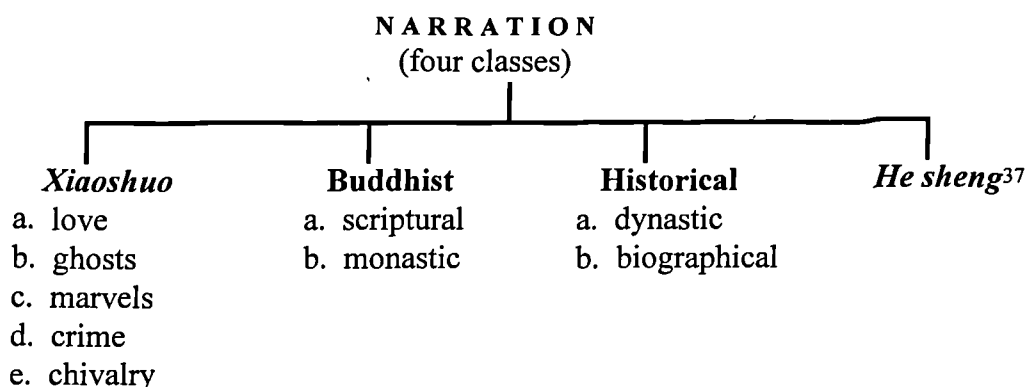 NARRATION
(four classes)
Xiaoshuo
a. love
b. ghosts
c. marvels
d. crime
e. chivalry
Buddhist
a. scriptural
b. monastic
Historical
a. dynastic
b. biographical
He sheng37